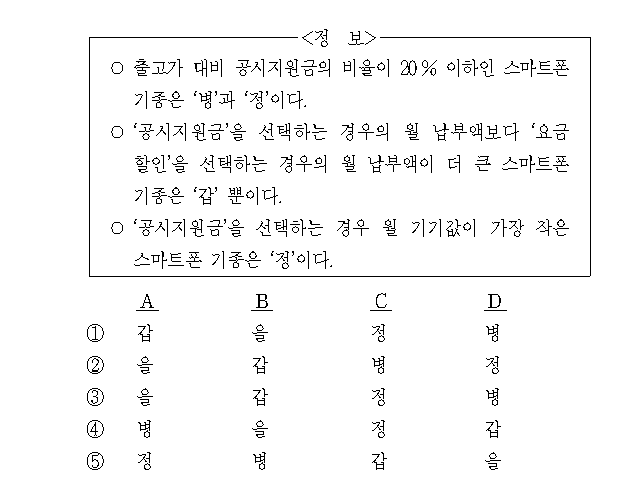 <정 보>
○ 출고가 대비 공시지원금의 비율이 20% 이하인 스마트폰
기종은 ‘병’과 ‘정’이다.
○ ‘공시지원금’을 선택하는 경우의 월 납부액보다 ‘요금
할인’을 선택하는 경우의 월 납부액이 더 큰 스마트폰
기종은 ‘갑’ 뿐이다.
○ ‘공시지원금’을 선택하는 경우 월 기기값이 가장 작은
스마트폰 기종은 ‘정’이다.
A B C D
① 갑 을 정 병
② 을 갑 병 정
③ 을 갑 정 병
④ 병 을 정 갑
⑤ 정 병 갑 을